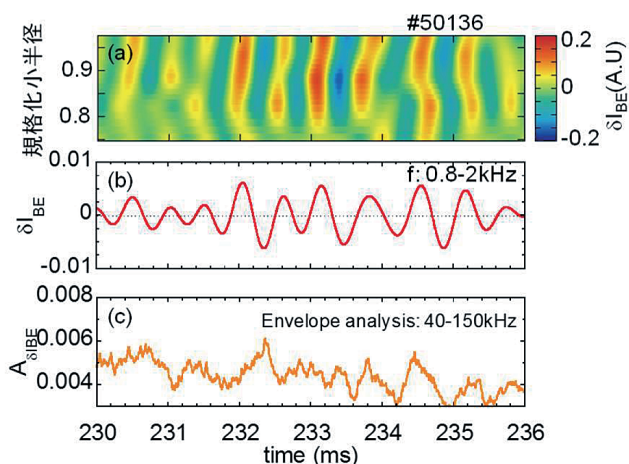 #50136
(a)
規格化小半径
0.9
0.8
0.2
0
-0.2
δI_BE(A.U)
(b)
f: 0.8-2kHz
δI_BE
0.01
0
-0.01
(c)
Envelope analysis: 40-150kHz
A_δIBE
0.008
0.006
0.004
230 231 232 233 234 235 236
time (ms)